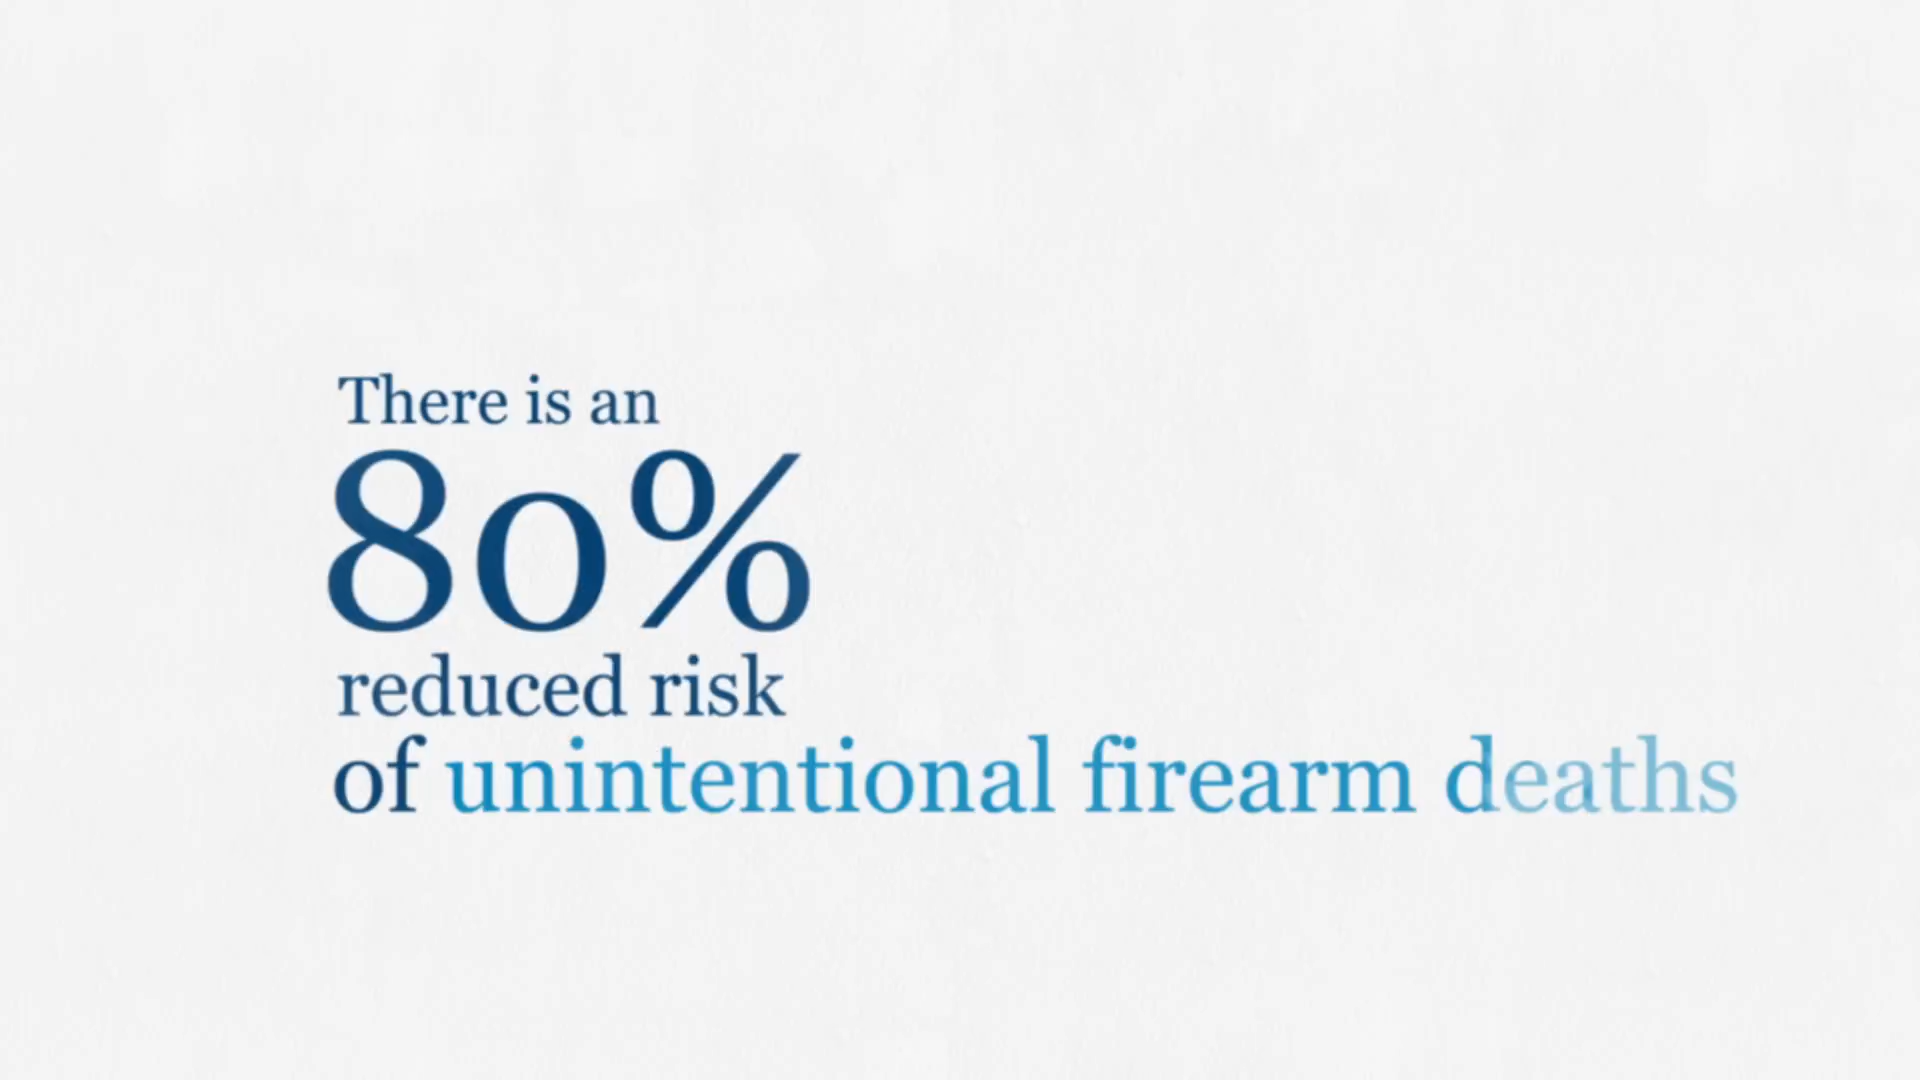 There is an
80%
reduced risk
of unintentional firearm deaths